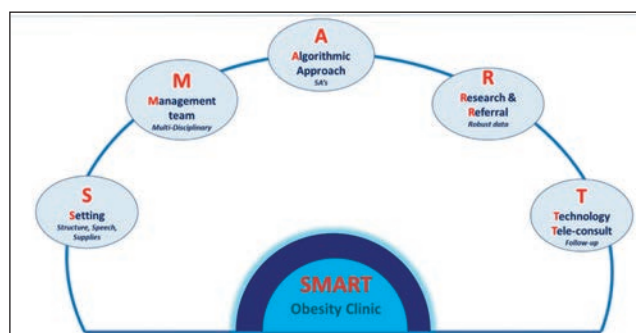 S
Setting
Structure, Speech,
Supplies
M
Management
team
Multi-Disciplinary
A
Algorithmic
Approach
5A's
R
Research &
Referral
Robust data
T
Technology
Tele-consult
Follow-up
SMART
Obesity Clinic